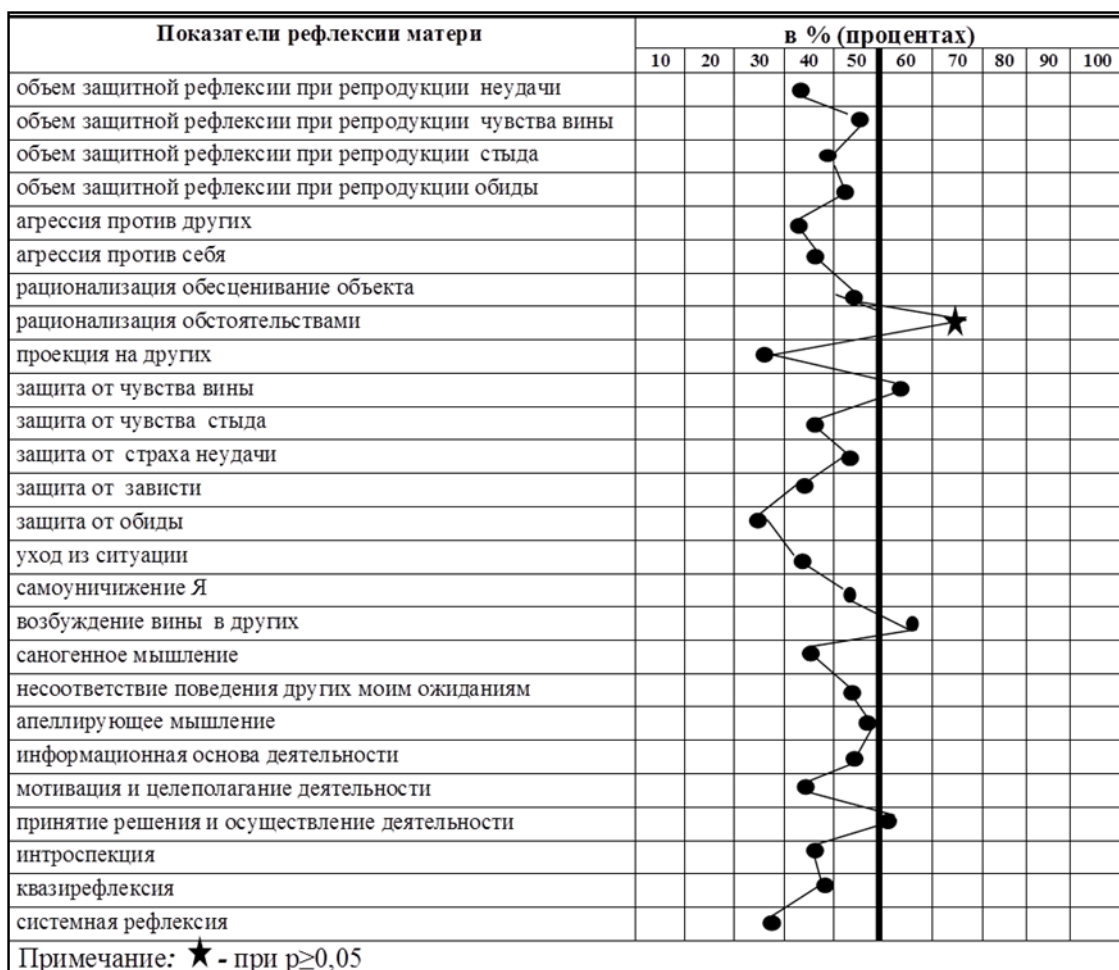 Показатели рефлексии матери
в % (процентах)
10 20 30 40 50 60 70 80 90 100
объем защитной рефлексии при репродукции неудачи
объем защитной рефлексии при репродукции чувства вины
объем защитной рефлексии при репродукции стыда
объем защитной рефлексии при репродукции обиды
агрессия против других
агрессия против себя
рационализация обесценивание объекта
рационализация обстоятельствами
проекция на других
защита от чувства вины
защита от чувства стыда
защита от страха неудачи
защита от зависти
защита от обиды
уход из ситуации
самоуничижение Я
возбуждение вины в других
саногенное мышление
несоответствие поведения других моим ожиданиям
апеллирующее мышление
информационная основа деятельности
мотивация и целеполагание деятельности
принятие решения и осуществление деятельности
интроспекция
квазирефлексия
системная рефлексия
Примечание: ★ - при р≥0,05